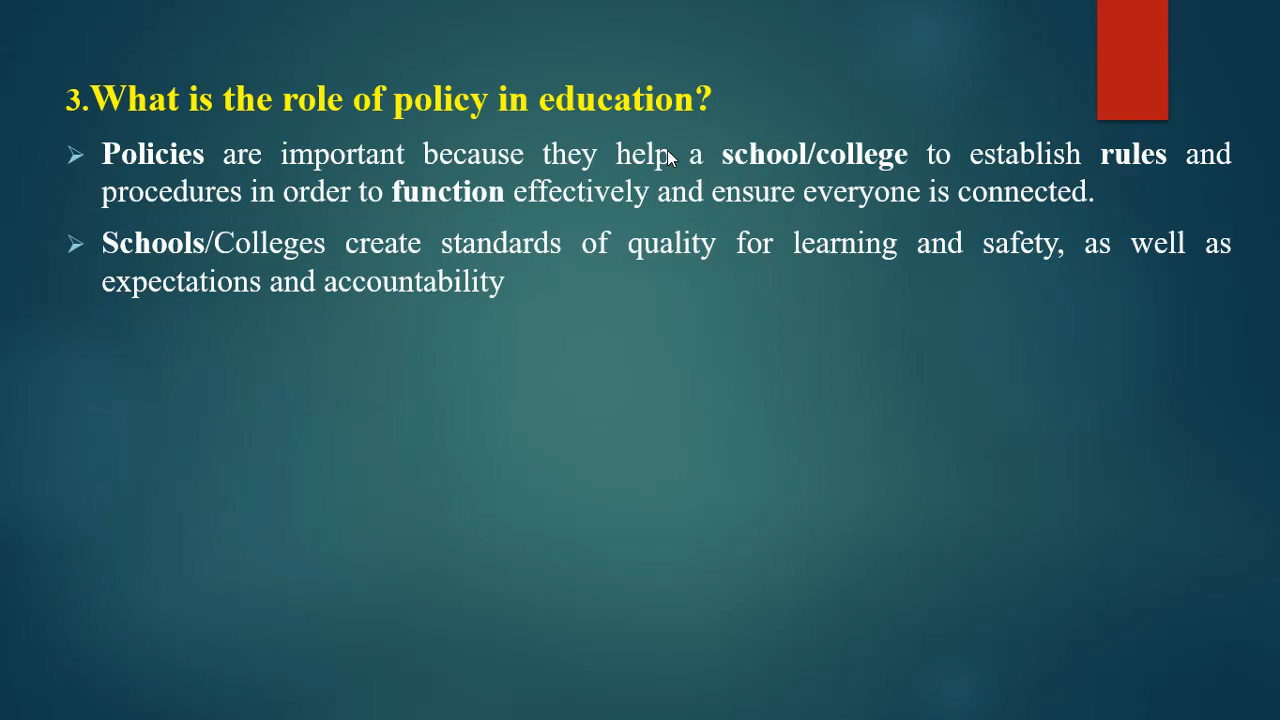 3.What is the role of policy in education?
Policies are important because they help a school/college to establish rules and
procedures in order to function effectively and ensure everyone is connected.
Schools/Colleges create standards of quality for learning and safety, as well as
expectations and accountability